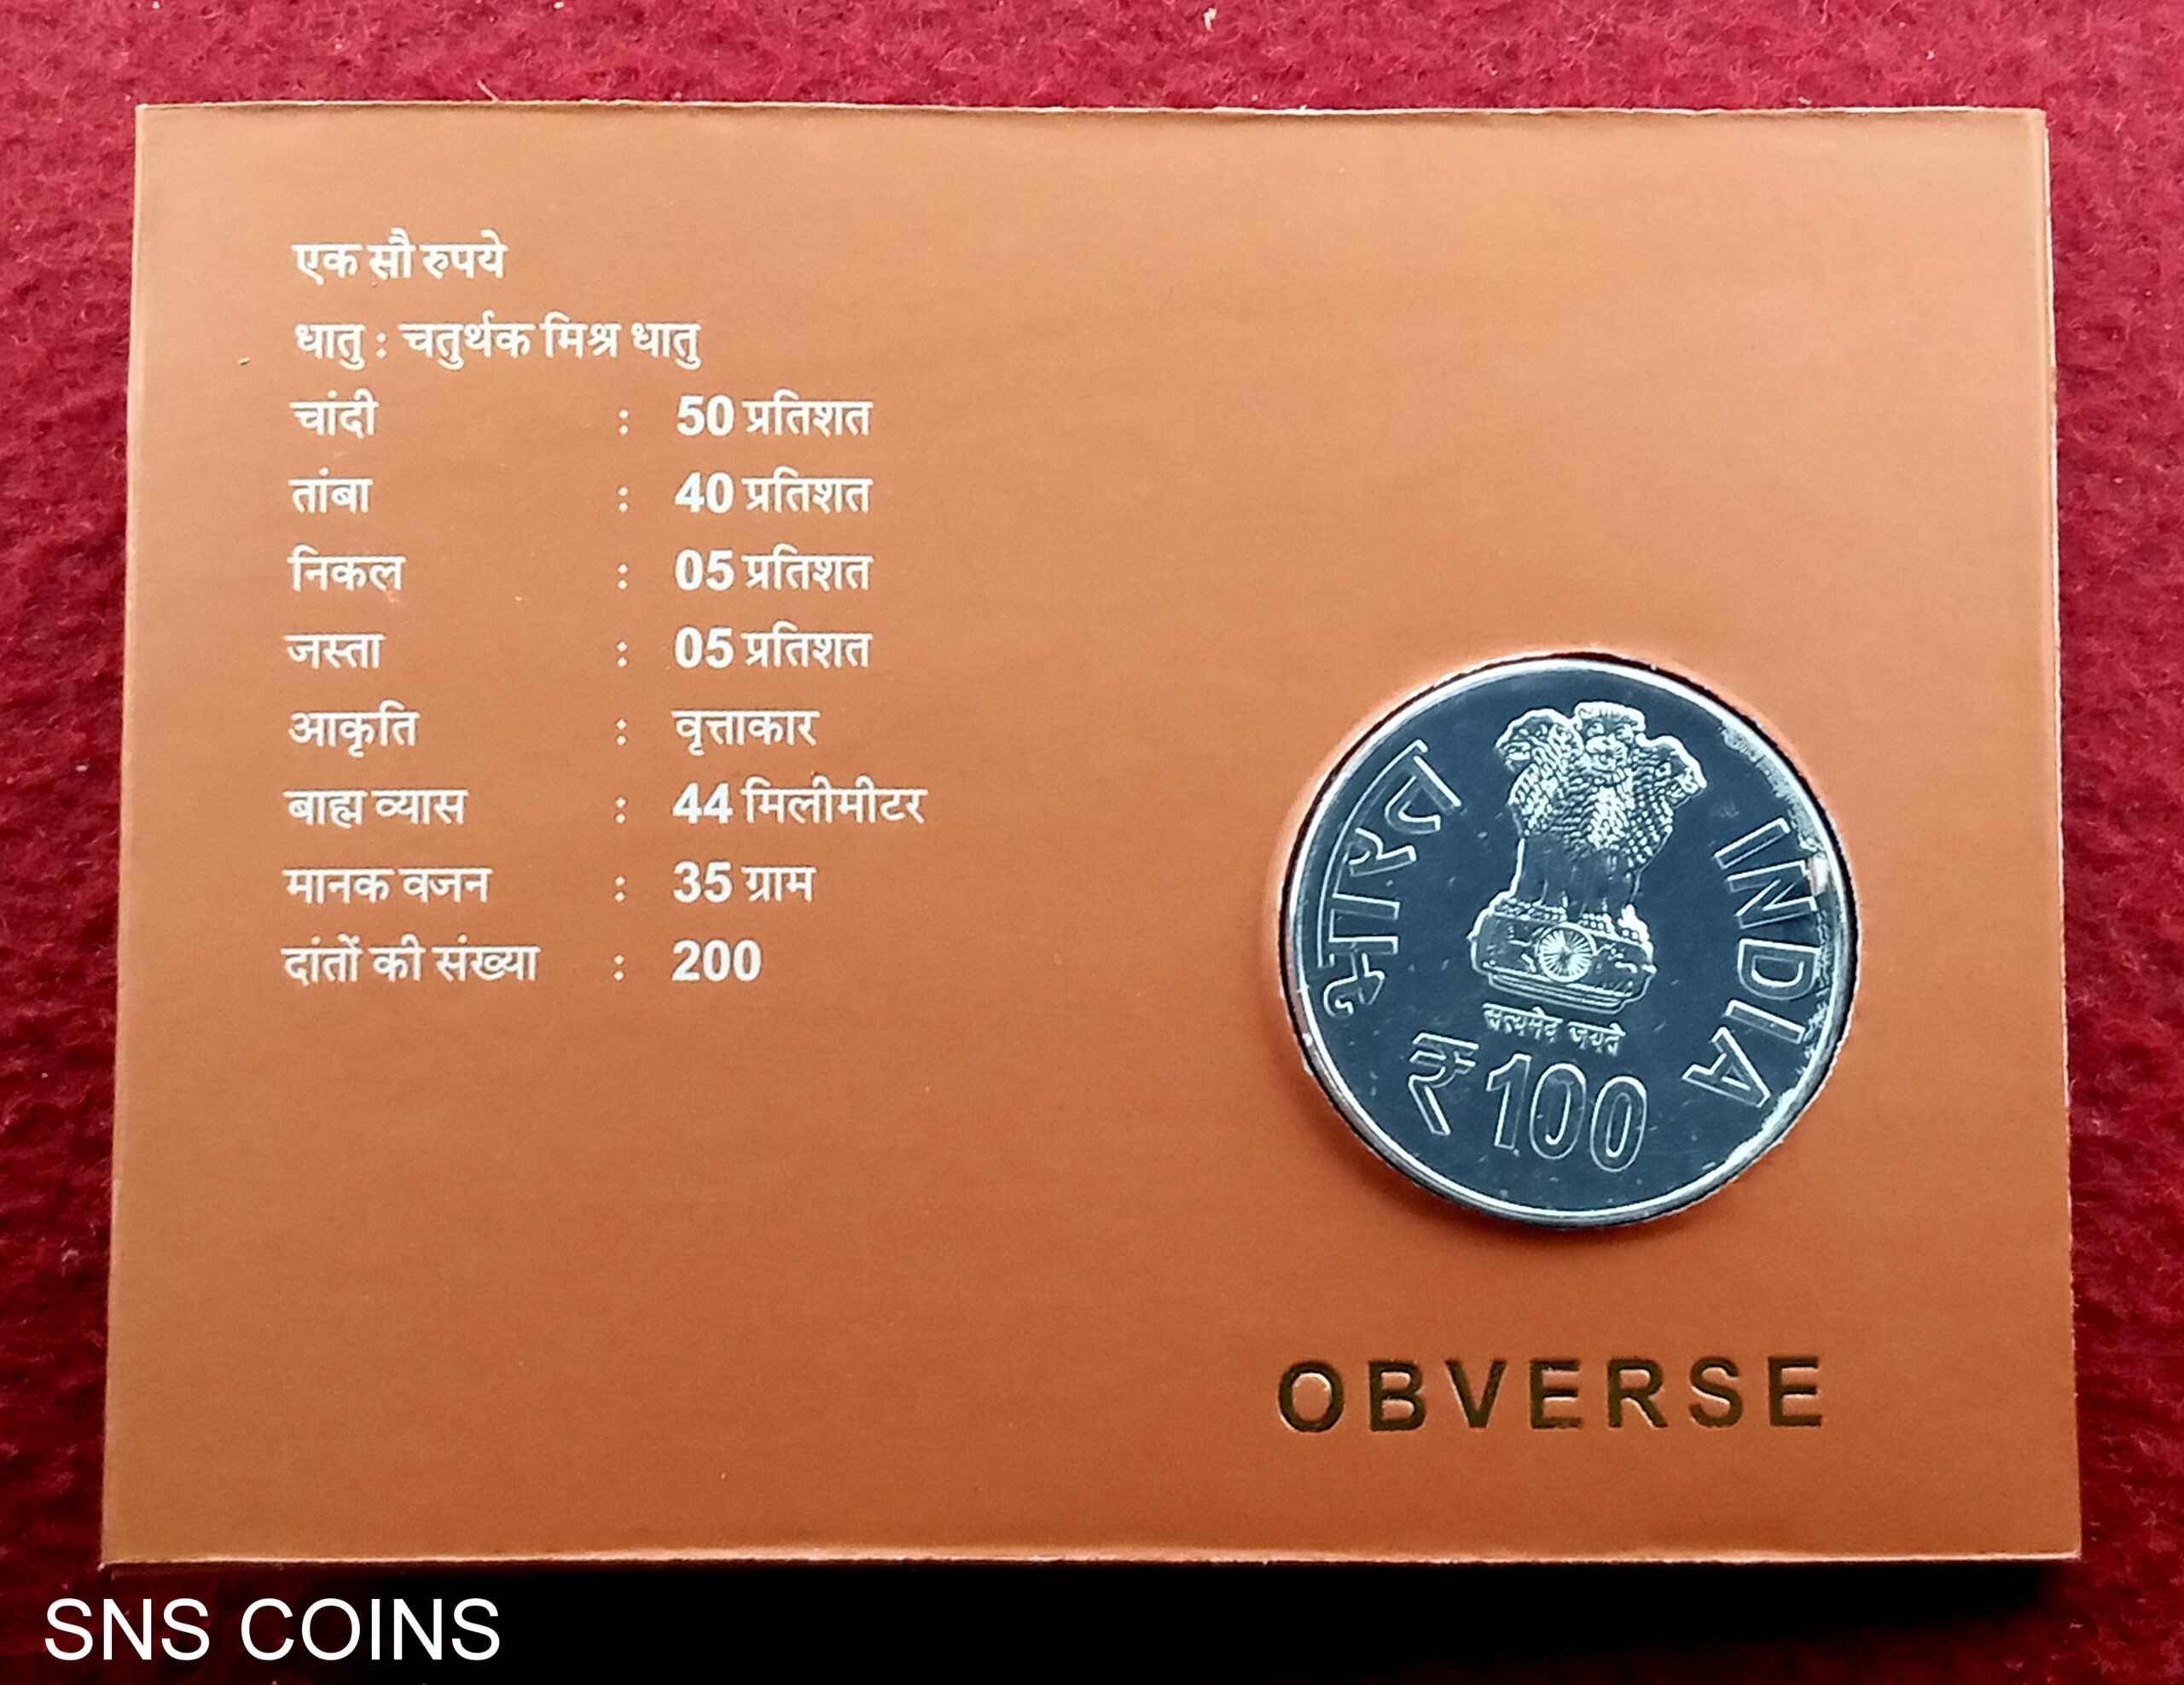 एक सौ रुपये
धातु : चतुर्थक मिश्र धातु
चांदी : 50 प्रतिशत
तांबा : 40 प्रतिशत
निकल : 05 प्रतिशत
जस्ता : 05 प्रतिशत
आकृति : वृत्ताकार
बाह्य व्यास : 44 मिलीमीटर
मानक वजन : 35 ग्राम
दांतों की संख्या : 200
भारत
INDIA
सत्यमेव जयते
₹ 100
OBVERSE
SNS COINS